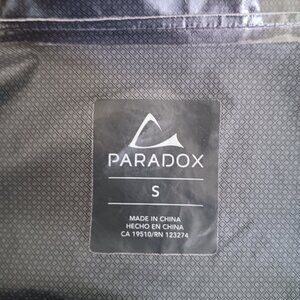 PARADOX
S
MADE IN CHINA
HECHO EN CHINA
CA 19510/RN 123274